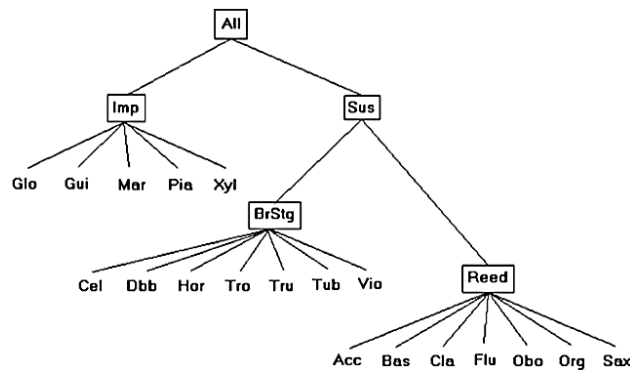 All
Imp
Sus
Glo Gui Mar Pia Xyl
BrStg
Cel Dbb Hor Tro Tru Tub Vio
Reed
Acc Bas Cla Flu Obo Org Sax